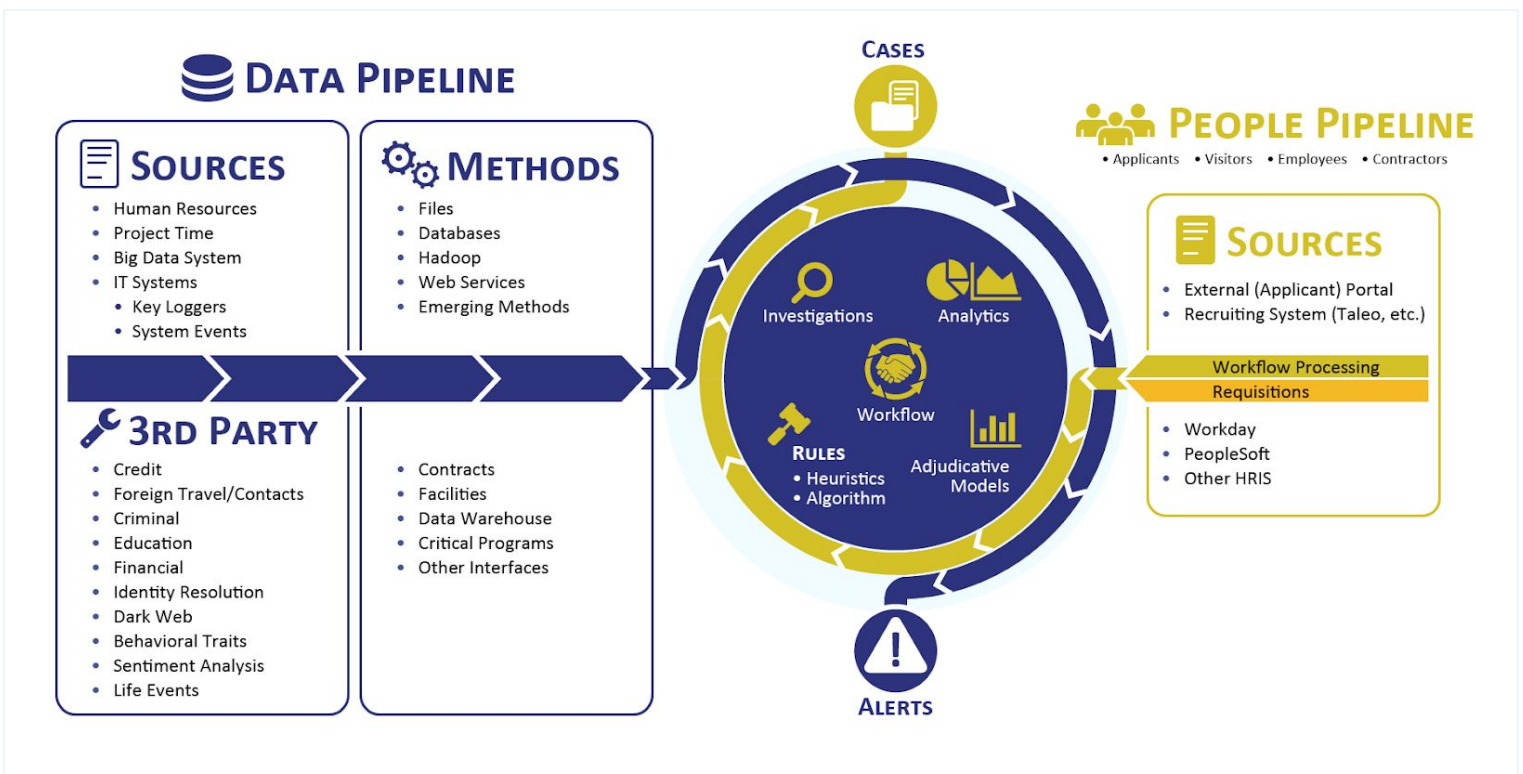 DATA PIPELINE
SOURCES
• Human Resources
• Project Time
• Big Data System
• IT Systems
• Key Loggers
• System Events
3RD PARTY
• Credit
• Foreign Travel/Contacts
• Criminal
• Education
• Financial
• Identity Resolution
• Dark Web
• Behavioral Traits
• Sentiment Analysis
• Life Events
METHODS
• Files
• Databases
• Hadoop
• Web Services
• Emerging Methods
• Contracts
• Facilities
• Data Warehouse
• Critical Programs
• Other Interfaces
CASES
Investigations
Analytics
Workflow
RULES
• Heuristics
• Algorithm
Adjudicative
Models
ALERTS
PEOPLE PIPELINE
• Applicants • Visitors • Employees • Contractors
SOURCES
• External (Applicant) Portal
• Recruiting System (Taleo, etc.)
Workflow Processing
Requisitions
• Workday
• PeopleSoft
• Other HRIS